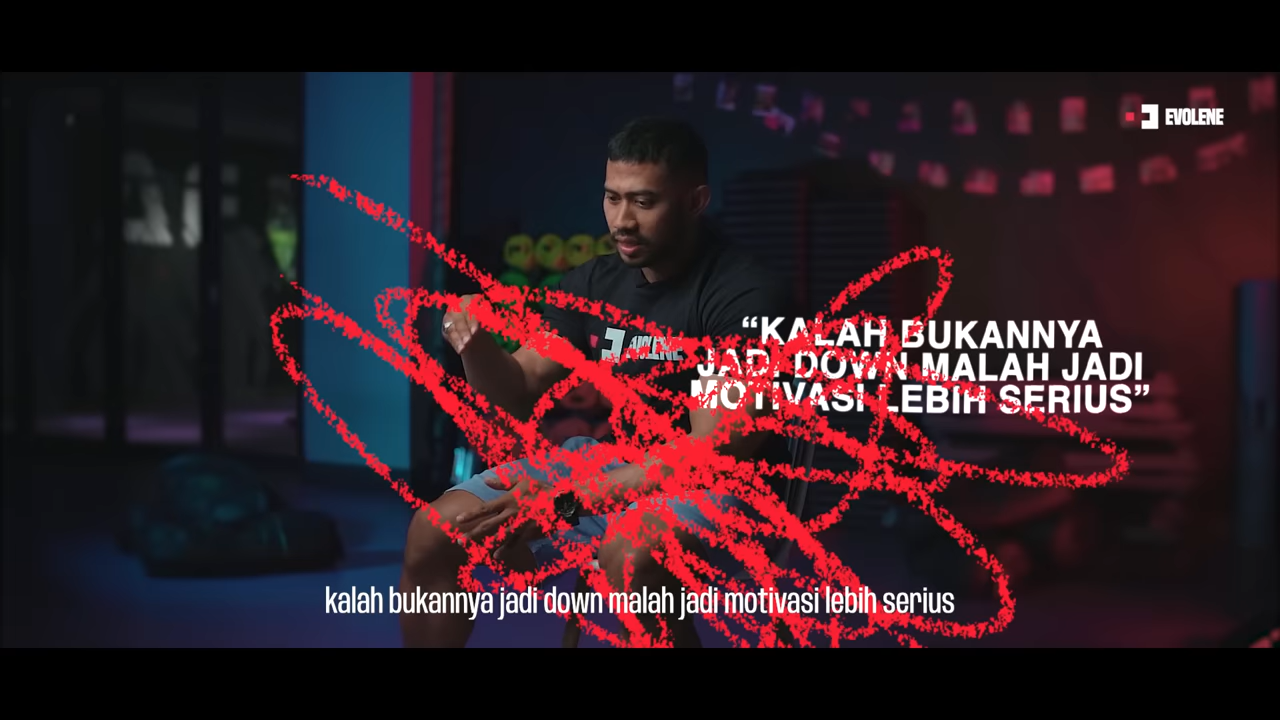 EVOLENE
“KALAH BUKANNYA
JADI DOWN MALAH JADI
MOTIVASI LEBIH SERIUS”
kalah bukannya jadi down malah jadi motivasi lebih serius